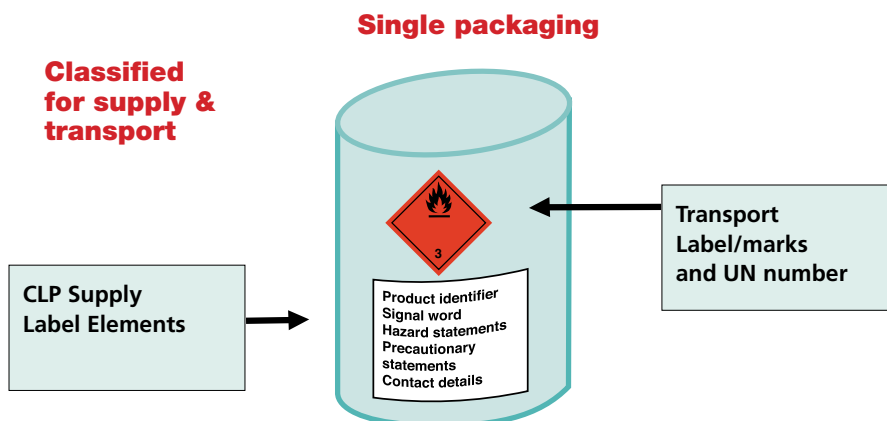 Single packaging
Classified
for supply &
transport
3
Transport
Label/marks
and UN number
CLP Supply
Label Elements
Product identifier
Signal word
Hazard statements
Precautionary
statements
Contact details